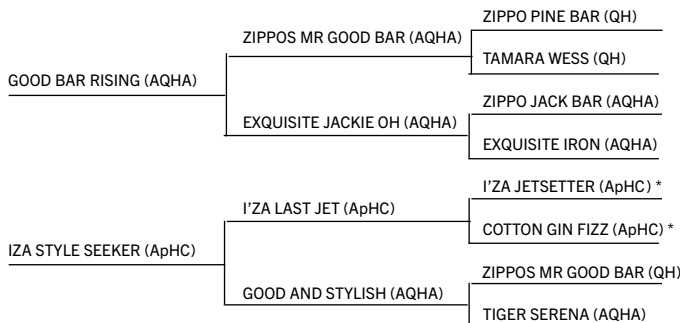 ZIPPO PINE BAR (QH)
ZIPPOS MR GOOD BAR (AQHA)
TAMARA WESS (QH)
GOOD BAR RISING (AQHA)
ZIPPO JACK BAR (AQHA)
EXQUISITE JACKIE OH (AQHA)
EXQUISITE IRON (AQHA)
I'ZA JETSETTER (ApHC) *
I'ZA LAST JET (ApHC)
COTTON GIN FIZZ (ApHC) *
IZA STYLE SEEKER (ApHC)
ZIPPOS MR GOOD BAR (QH)
GOOD AND STYLISH (AQHA)
TIGER SERENA (AQHA)